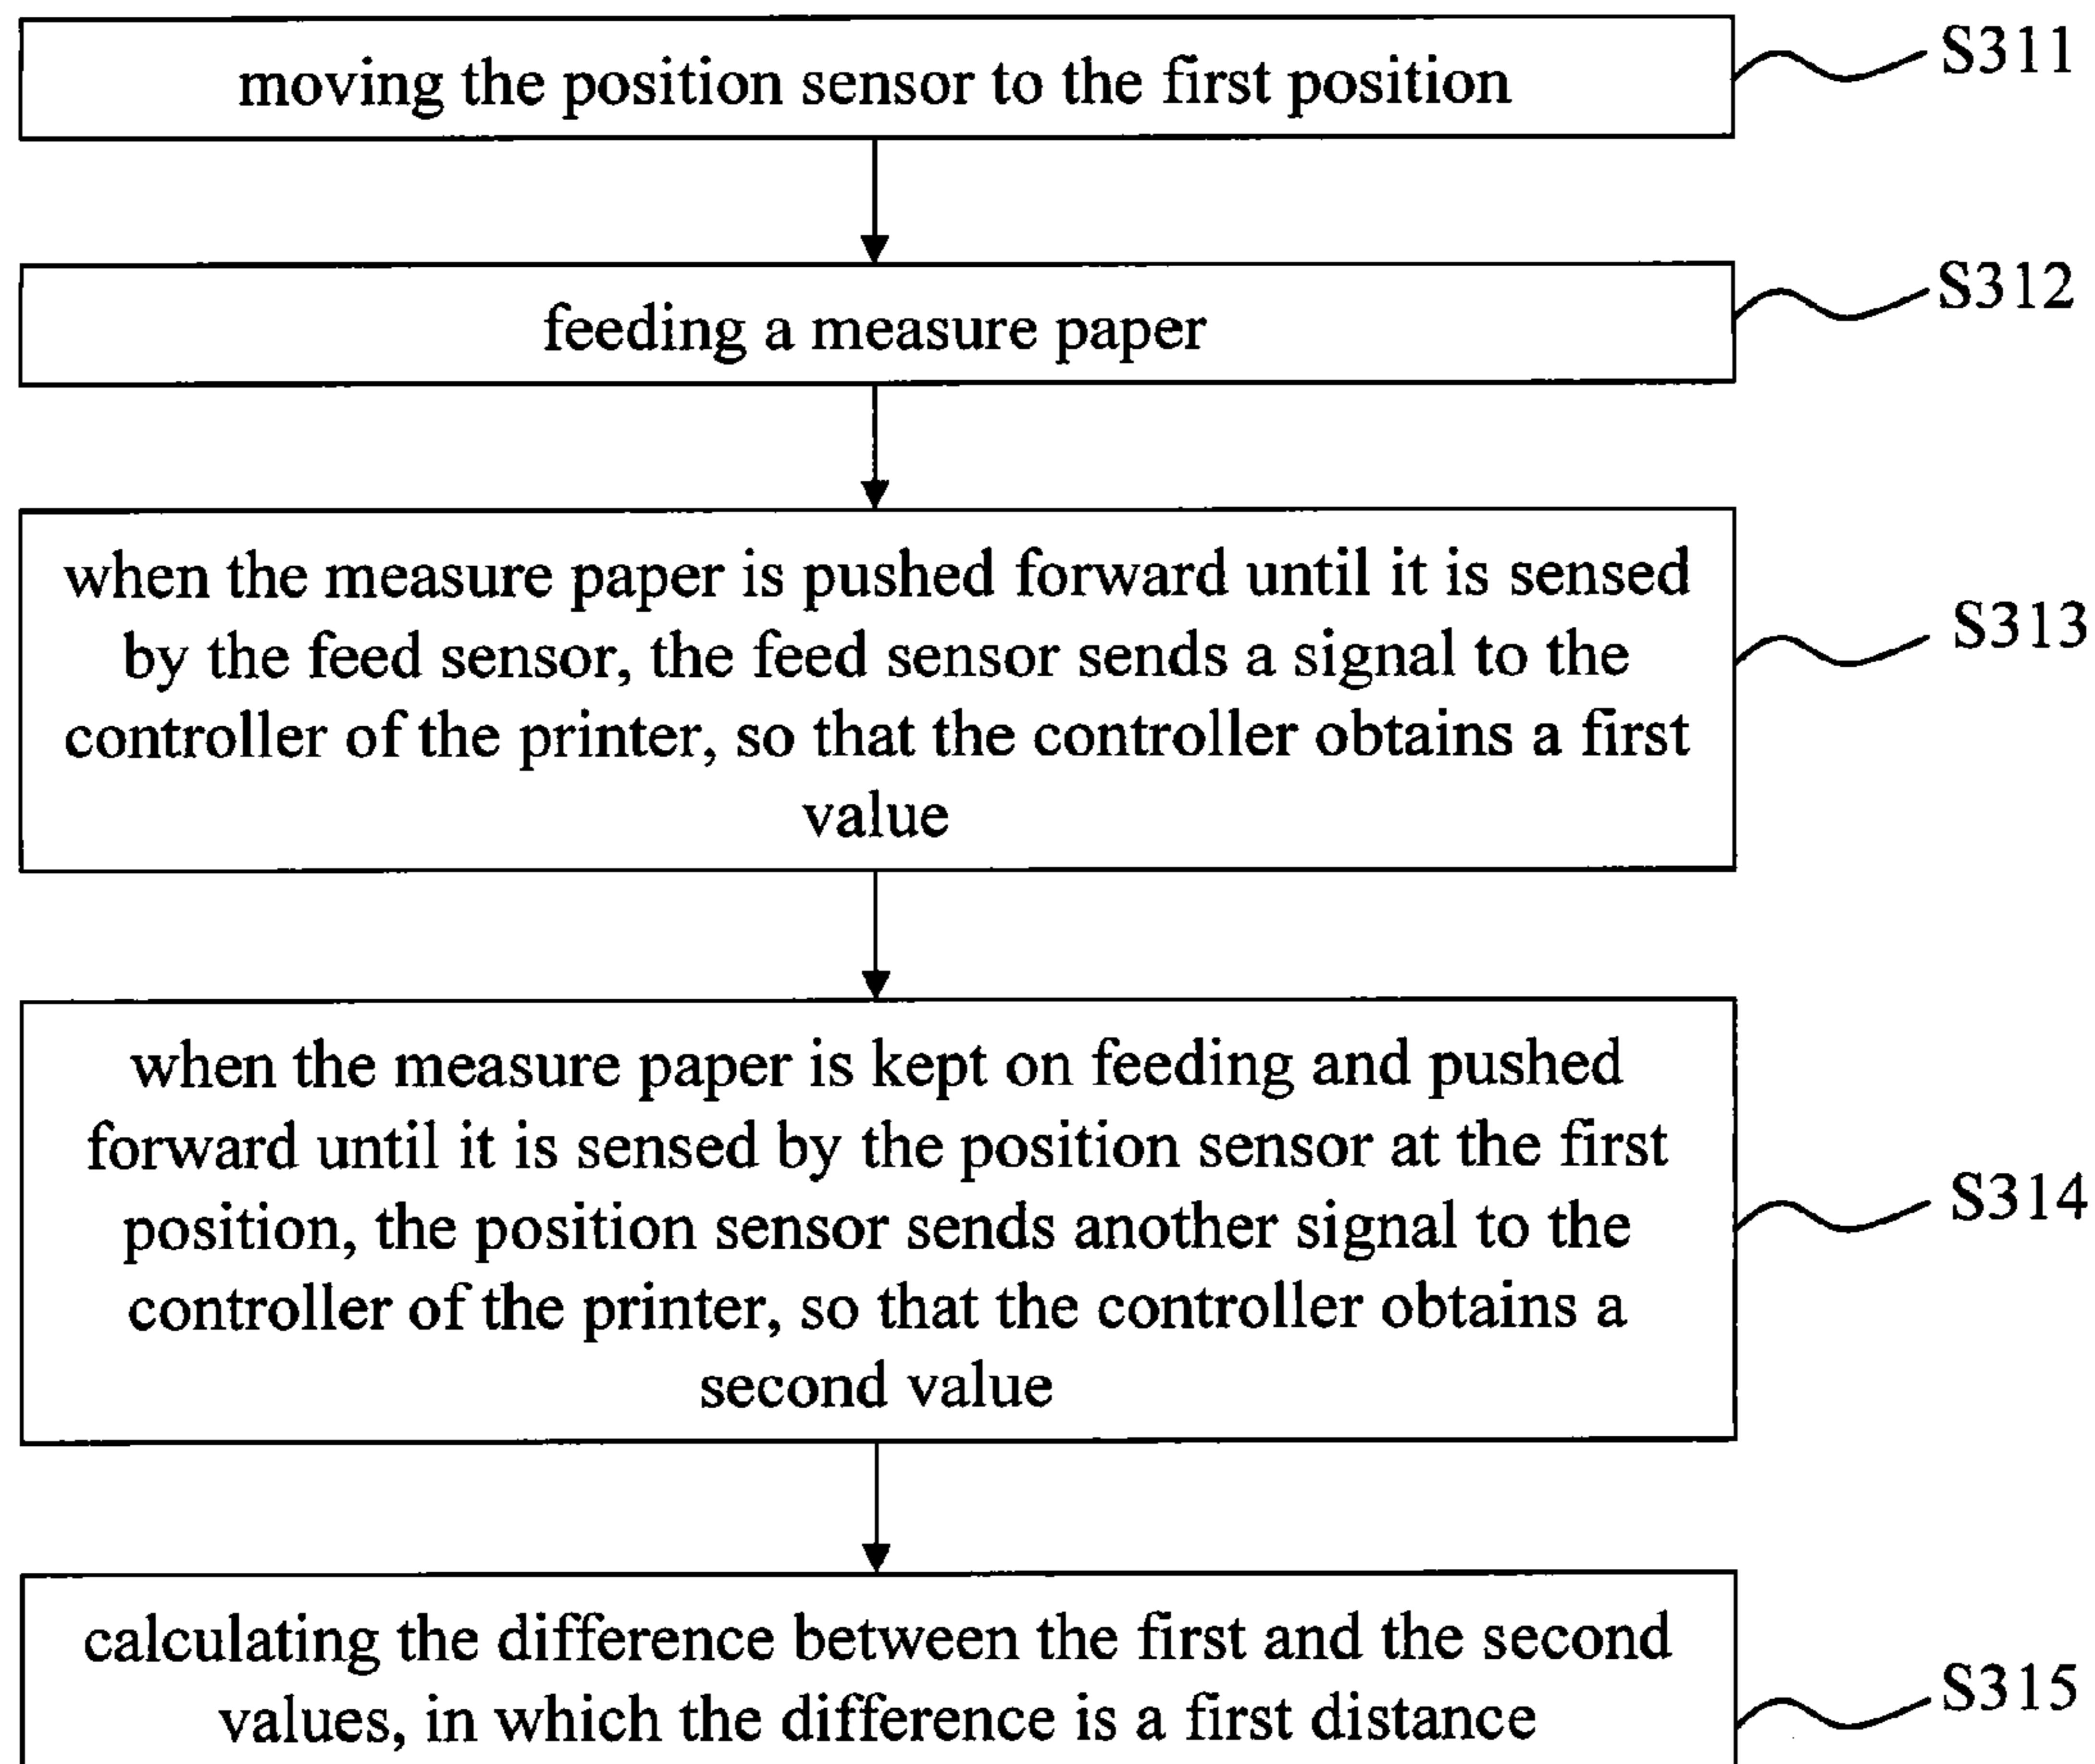 moving the position sensor to the first position
S311
feeding a measure paper
S312
when the measure paper is pushed forward until it is sensed
by the feed sensor, the feed sensor sends a signal to the
controller of the printer, so that the controller obtains a first
value
S313
when the measure paper is kept on feeding and pushed
forward until it is sensed by the position sensor at the first
position, the position sensor sends another signal to the
controller of the printer, so that the controller obtains a
second value
S314
calculating the difference between the first and the second
values, in which the difference is a first distance
S315